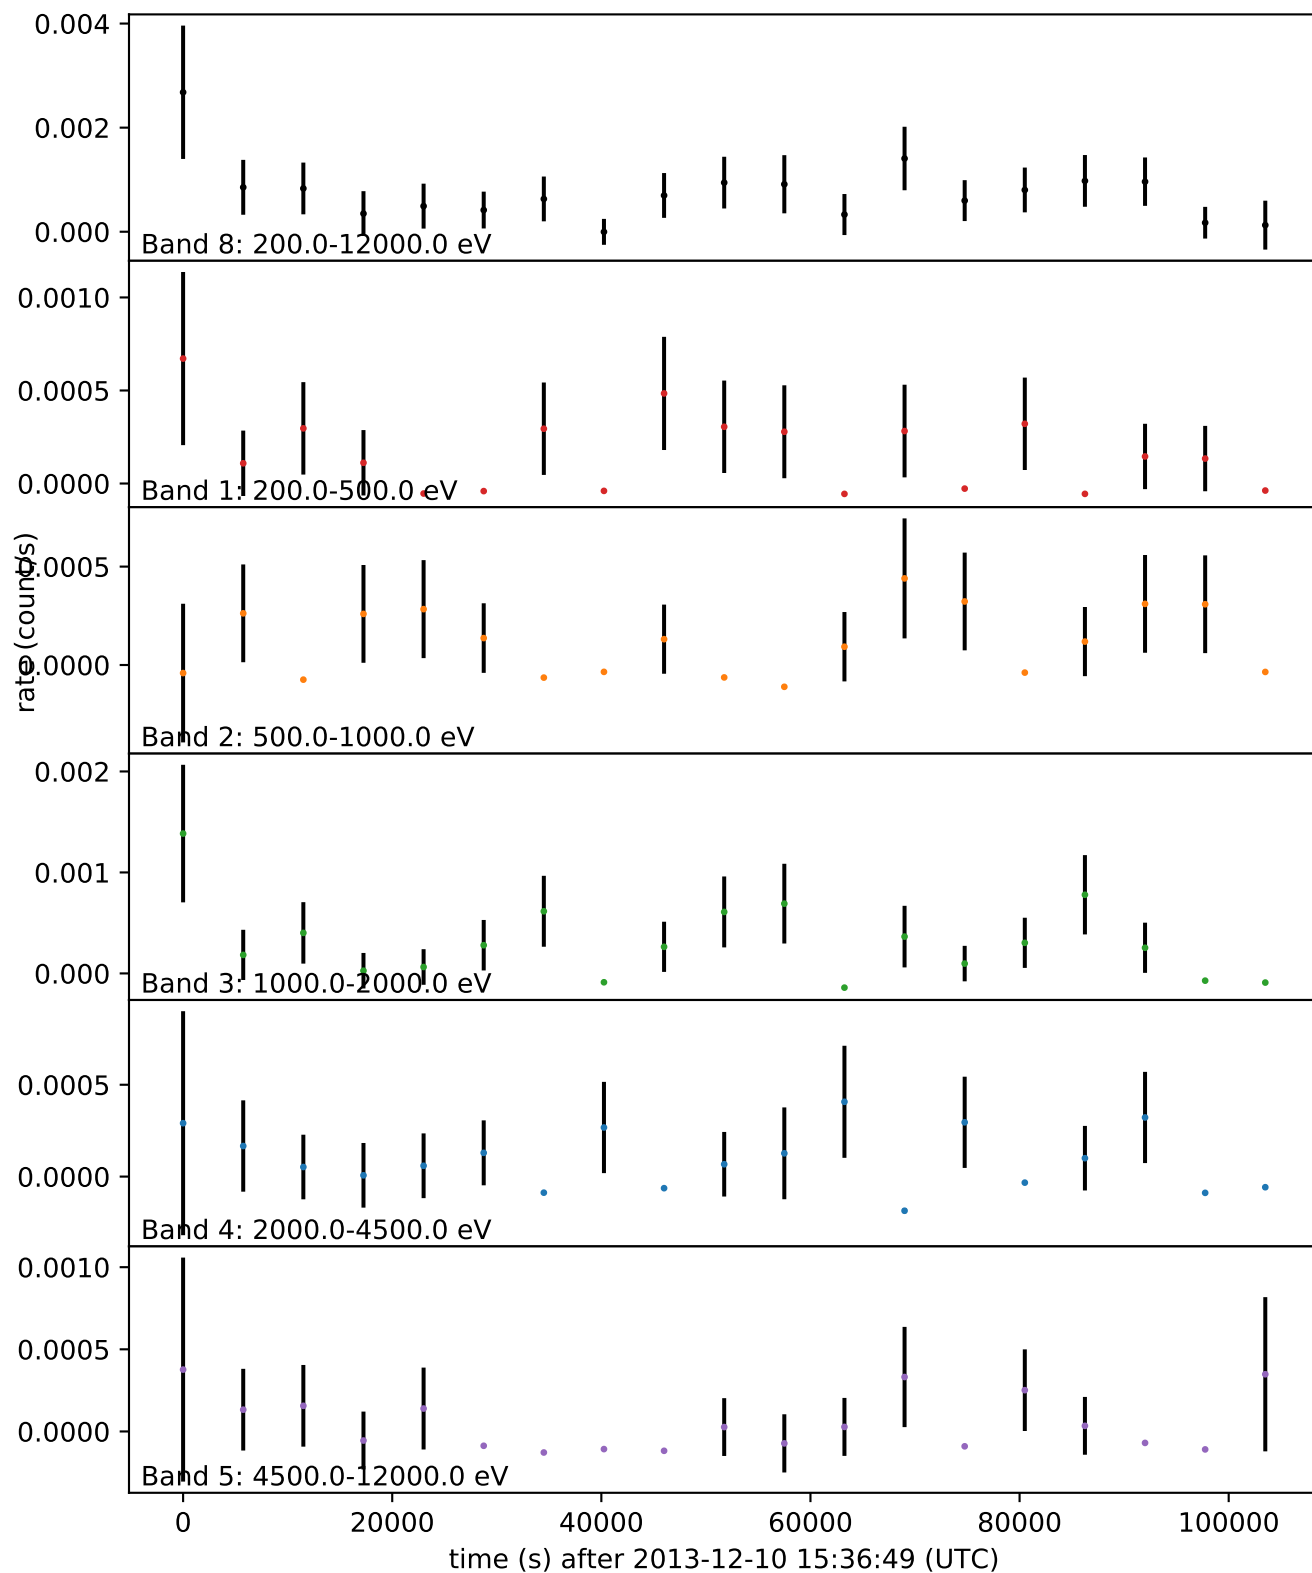 0.004
0.002
0.000
Band 8: 200.0-12000.0 eV
0.0010
0.0005
0.0000
Band 1: 200.0-500.0 eV
rate (count/s)
0.0005
0.0000
Band 2: 500.0-1000.0 eV
0.002
0.001
0.000
Band 3: 1000.0-2000.0 eV
0.0005
0.0000
Band 4: 2000.0-4500.0 eV
0.0010
0.0005
0.0000
Band 5: 4500.0-12000.0 eV
0 20000 40000 60000 80000 100000
time (s) after 2013-12-10 15:36:49 (UTC)